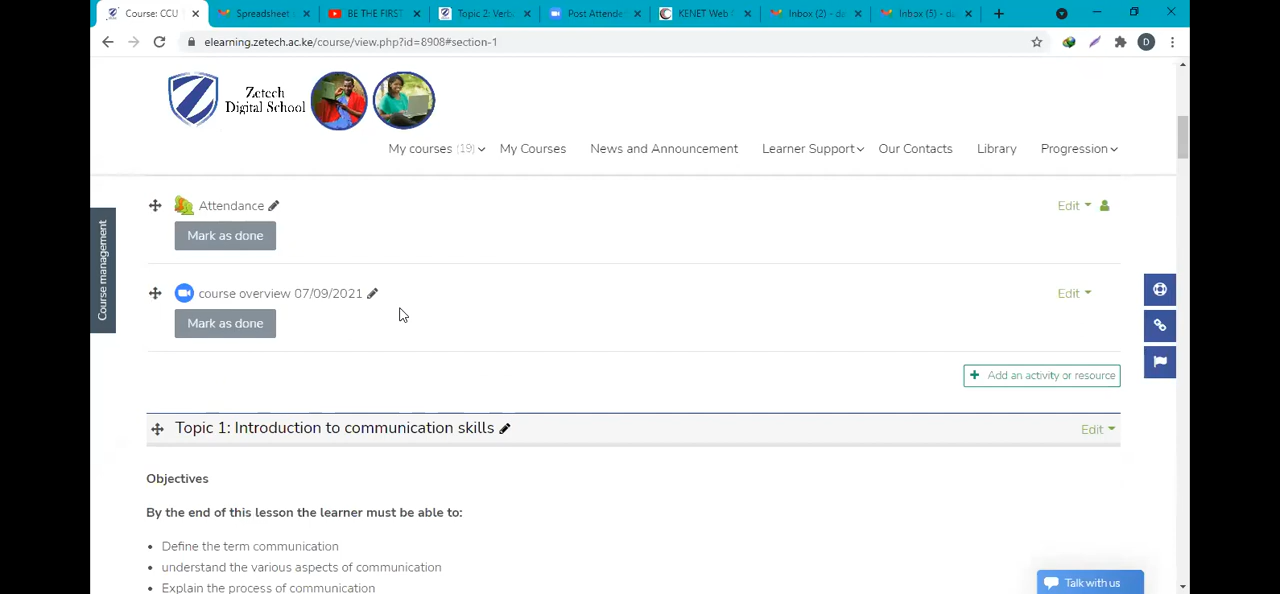 Course: CCU
Spreadsheet
BE THE FIRST
Topic 2: Verb
Post Attende
KENET Web C
Inbox (2) - da
Inbox (5) - da
elearning.zetech.ac.ke/course/view.php?id=8908#section-1
D
Zetech
Digital School
My courses (19)
My Courses
News and Announcement
Learner Support
Our Contacts
Library
Progression
Course management
Attendance
Edit
Mark as done
course overview 07/09/2021
Edit
Mark as done
+ Add an activity or resource
Topic 1: Introduction to communication skills
Edit
Objectives
By the end of this lesson the learner must be able to:
• Define the term communication
• understand the various aspects of communication
• Explain the process of communication
Talk with us